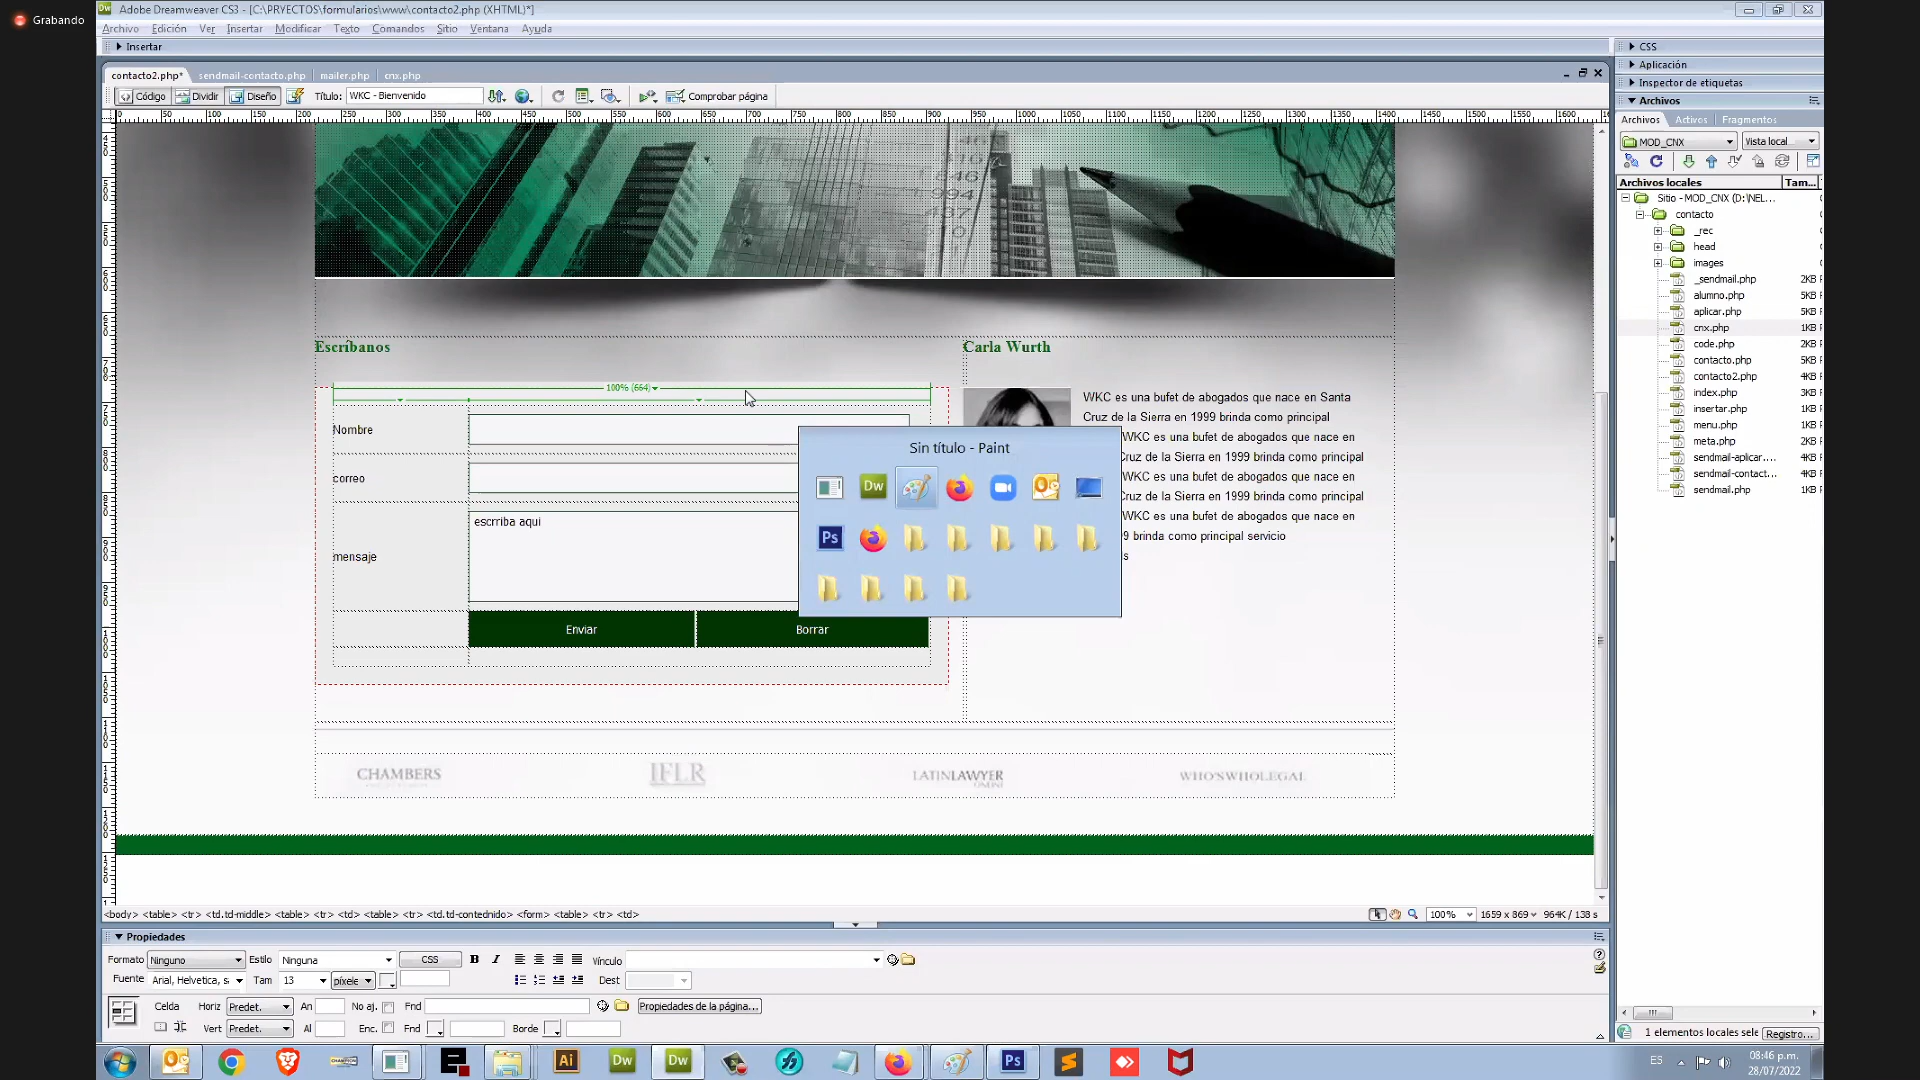 Grabando
Adobe Dreamweaver CS3 - [C:\PRYECTOS\formularios\www\contacto2.php (XHTML)*]
Archivo Edición Ver Insertar Modificar Texto Comandos Sitio Ventana Ayuda
Insertar
contacto2.php* sendmail-contacto.php mailer.php cnx.php
Código Dividir Diseño Título: WKC - Bienvenido Comprobar página
Escríbanos
Carla Wurth
100% (664)
Nombre
correo
escrriba aqui
mensaje
Enviar Borrar
WKC es una bufet de abogados que nace en Santa
Cruz de la Sierra en 1999 brinda como principal
WKC es una bufet de abogados que nace en
Cruz de la Sierra en 1999 brinda como principal
WKC es una bufet de abogados que nace en
Cruz de la Sierra en 1999 brinda como principal
WKC es una bufet de abogados que nace en
9 brinda como principal servicio
s
Sin título - Paint
CHAMBERS IFLR LATINLAWYER WHO'SWHOLEGAL
<body> <table> <tr> <td.td-middle> <table> <tr> <td> <table> <tr> <td.td-contednido> <form> <table> <tr> <td>
100% 1659 x 869 964K / 138 s
Propiedades
Formato Ninguno Estilo Ninguna CSS B I Vínculo
Fuente Arial, Helvetica, s Tam 13 píxele Dest
Celda Horiz Predet. An No aj. Fnd Propiedades de la página...
Vert Predet. Al Enc. Fnd Borde
CSS
Aplicación
Inspector de etiquetas
Archivos
Archivos Activos Fragmentos
MOD_CNX Vista local
Archivos locales Tam...
Sitio - MOD_CNX (D:\NEL...
contacto
_rec
head
images
_sendmail.php 2KB
alumno.php 5KB
aplicar.php 5KB
cnx.php 1KB
code.php 2KB
contacto.php 5KB
contacto2.php 4KB
index.php 3KB
insertar.php 3KB
menu.php 2KB
meta.php 2KB
sendmail-aplicar.... 4KB
sendmail-contact... 4KB
sendmail.php 1KB
1 elementos locales sele Registro...
ES 08:46 p.m.
28/07/2022